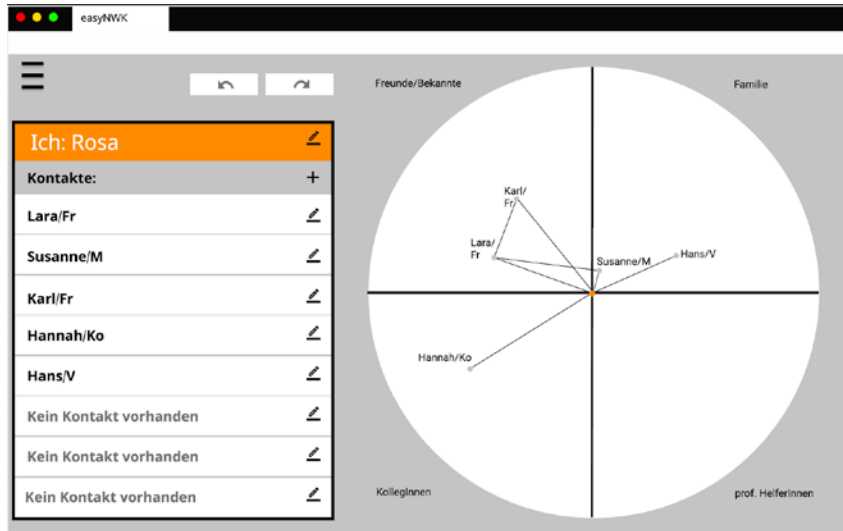 easyNWK
Ich: Rosa
Kontakte:
Lara/Fr
Susanne/M
Karl/Fr
Hannah/Ko
Hans/V
Kein Kontakt vorhanden
Kein Kontakt vorhanden
Kein Kontakt vorhanden
Freunde/Bekannte
Familie
Karl/
Fr
Lara/
Fr
Susanne/M
Hans/V
Hannah/Ko
KollegInnen
prof. HelferInnen